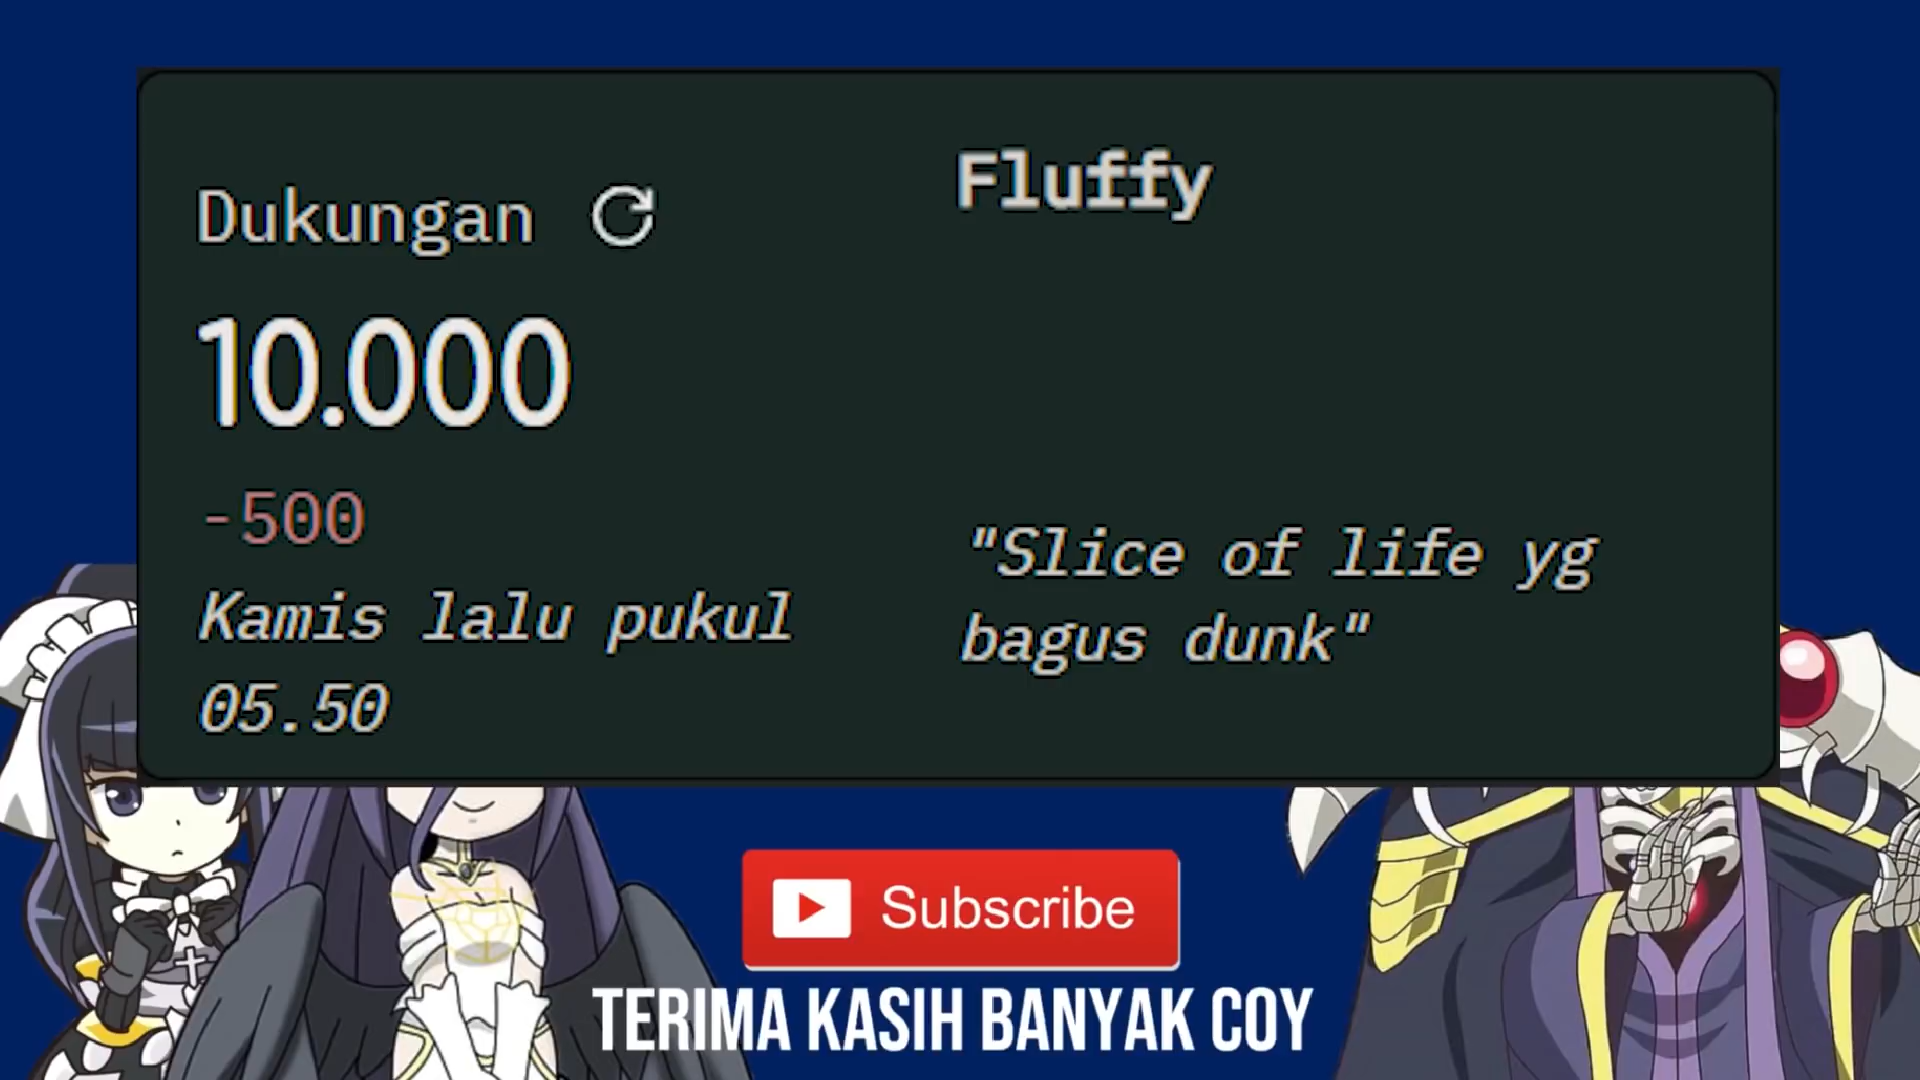 Dukungan
10.000
-500
Kamis lalu pukul
05.50
Fluffy
"Slice of life yg
bagus dunk"
Subscribe
TERIMA KASIH BANYAK COY